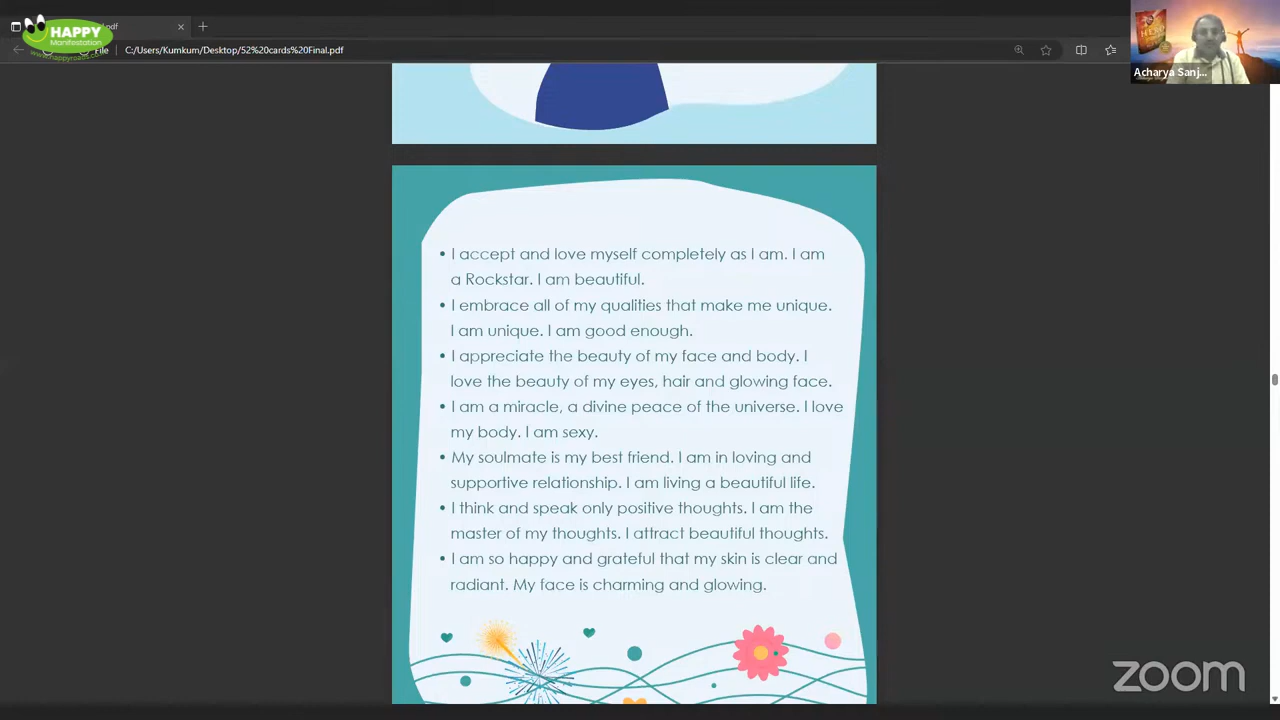 HAPPY
Manifestation
.pdf
File
C:/Users/Kumkum/Desktop/52%20cards%20Final.pdf
Acharya Sanj...
• I accept and love myself completely as I am. I am
a Rockstar. I am beautiful.
• I embrace all of my qualities that make me unique.
I am unique. I am good enough.
• I appreciate the beauty of my face and body. I
love the beauty of my eyes, hair and glowing face.
• I am a miracle, a divine peace of the universe. I love
my body. I am sexy.
• My soulmate is my best friend. I am in loving and
supportive relationship. I am living a beautiful life.
• I think and speak only positive thoughts. I am the
master of my thoughts. I attract beautiful thoughts.
• I am so happy and grateful that my skin is clear and
radiant. My face is charming and glowing.
zoom